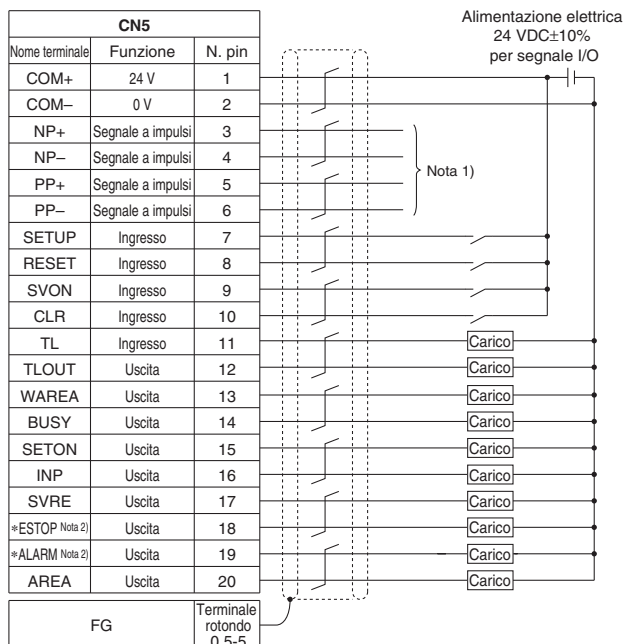 CN5
Nome terminale Funzione N. pin
COM+ 24 V 1
COM– 0 V 2
NP+ Segnale a impulsi 3
NP– Segnale a impulsi 4
PP+ Segnale a impulsi 5
PP– Segnale a impulsi 6
SETUP Ingresso 7
RESET Ingresso 8
SVON Ingresso 9
CLR Ingresso 10
TL Ingresso 11
TLOUT Uscita 12
WAREA Uscita 13
BUSY Uscita 14
SETON Uscita 15
INP Uscita 16
SVRE Uscita 17
∗ESTOP Nota 2) Uscita 18
∗ALARM Nota 2) Uscita 19
AREA Uscita 20
FG Terminale
rotondo
0.5-5
Alimentazione elettrica
24 VDC±10%
per segnale I/O
Nota 1)
Carico
Carico
Carico
Carico
Carico
Carico
Carico
Carico
Carico
Carico